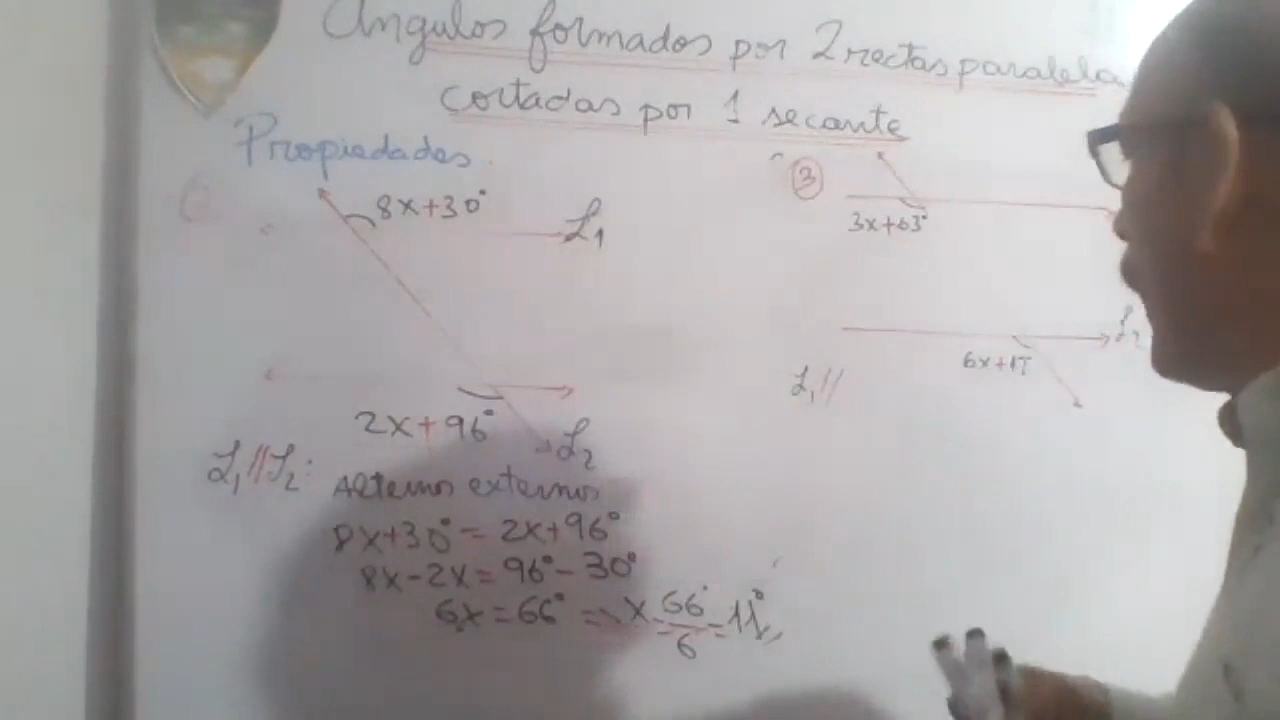 Angulos formados por 2 rectas paralela
cortadas por 1 secante
Propiedades
8x+30°
L1
2x+96°
L2
L1//L2: Alternos externos
8x+30° = 2x+96°
8x-2x = 96° - 30°
6x = 66° => x = 66°/6 = 11°
3
3x+63°
L2
6x+
L1//